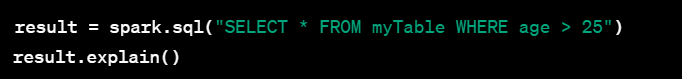 result = spark.sql("SELECT * FROM myTable WHERE age > 25")
result.explain()